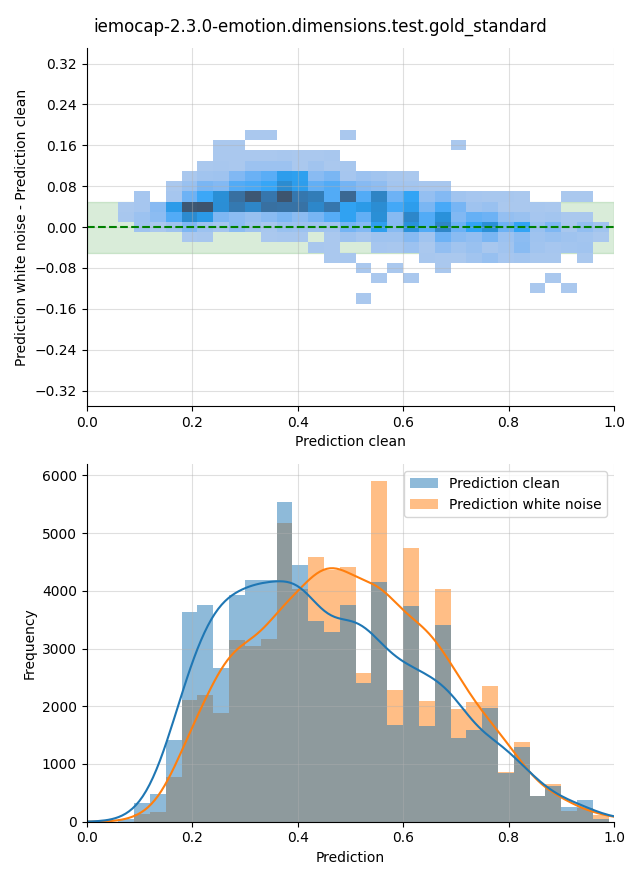 iemocap-2.3.0-emotion.dimensions.test.gold_standard
Prediction white noise - Prediction clean
0.32
0.24
0.16
0.08
0.00
−0.08
−0.16
−0.24
−0.32
0.0 0.2 0.4 0.6 0.8 1.0
Prediction clean
Frequency
6000
5000
4000
3000
2000
1000
0
Prediction clean
Prediction white noise
0.0 0.2 0.4 0.6 0.8 1.0
Prediction